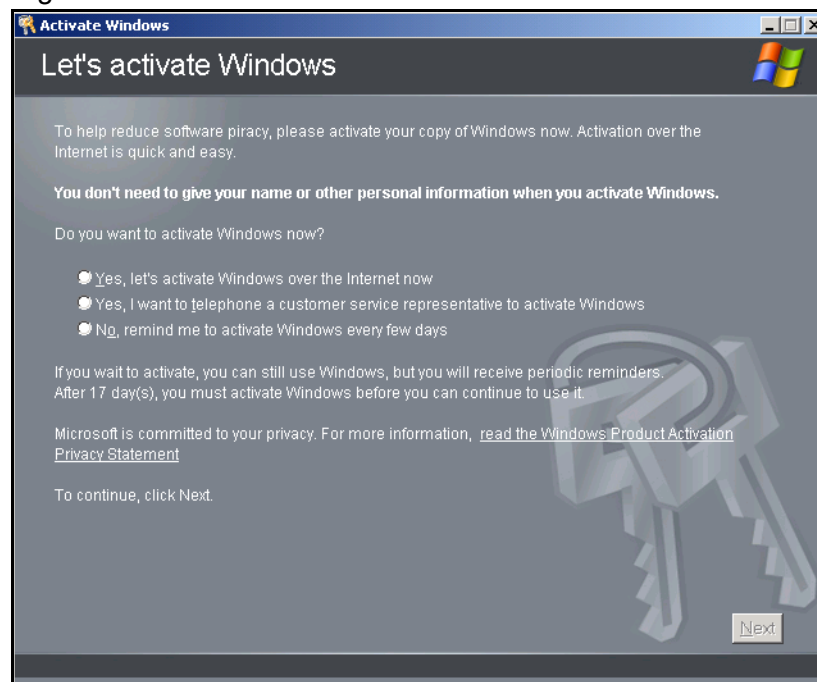 Activate Windows
Let's activate Windows
To help reduce software piracy, please activate your copy of Windows now. Activation over the
Internet is quick and easy.
You don't need to give your name or other personal information when you activate Windows.
Do you want to activate Windows now?
Yes, let's activate Windows over the Internet now
Yes, I want to telephone a customer service representative to activate Windows
No, remind me to activate Windows every few days
If you wait to activate, you can still use Windows, but you will receive periodic reminders.
After 17 day(s), you must activate Windows before you can continue to use it.
Microsoft is committed to your privacy. For more information, read the Windows Product Activation
Privacy Statement
To continue, click Next.
Next